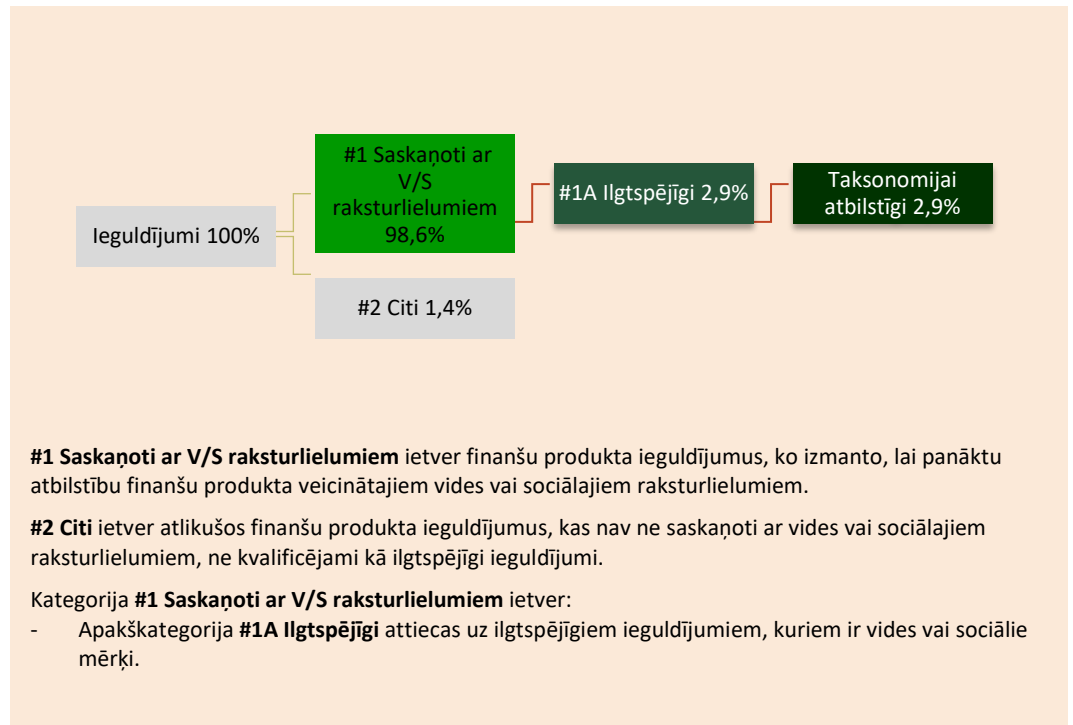 #1 Saskaņoti ar
V/S
raksturlielumiem
98,6%
#1A Ilgtspējīgi 2,9%
Taksonomijai
atbilstīgi 2,9%
Ieguldījumi 100%
#2 Citi 1,4%
#1 Saskaņoti ar V/S raksturlielumiem ietver finanšu produkta ieguldījumus, ko izmanto, lai panāktu
atbilstību finanšu produkta veicinātajiem vides vai sociālajiem raksturlielumiem.
#2 Citi ietver atlikušos finanšu produkta ieguldījumus, kas nav ne saskaņoti ar vides vai sociālajiem
raksturlielumiem, ne kvalificējami kā ilgtspējīgi ieguldījumi.
Kategorija #1 Saskaņoti ar V/S raksturlielumiem ietver:
- Apakškategorija #1A Ilgtspējīgi attiecas uz ilgtspējīgiem ieguldījumiem, kuriem ir vides vai sociālie
mērķi.